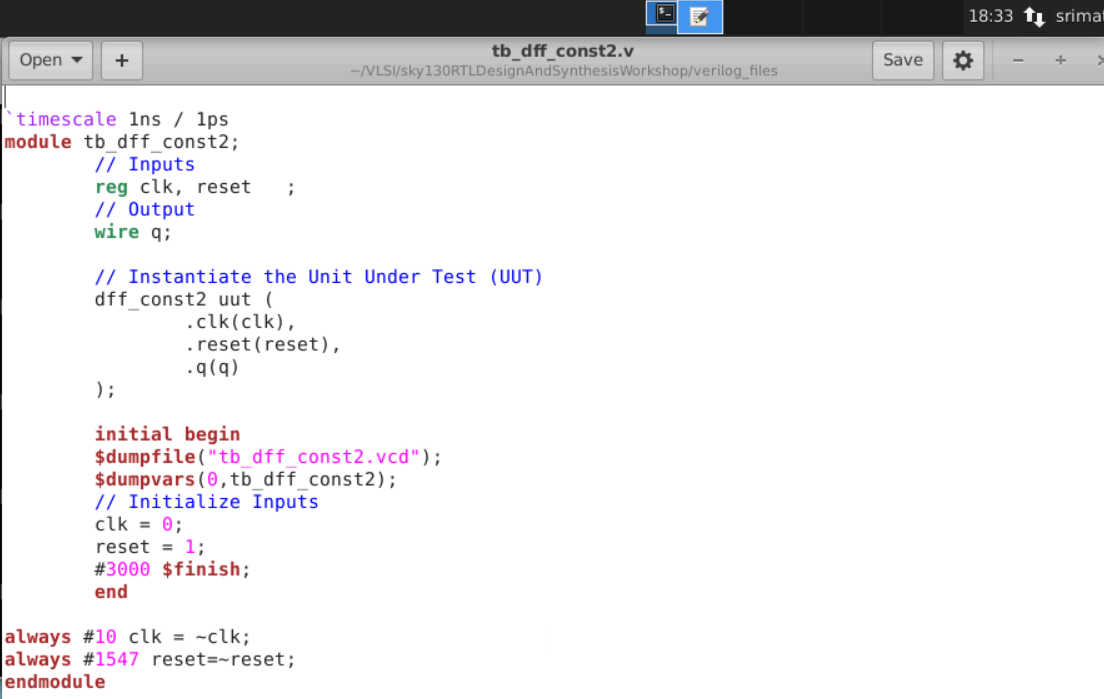 18:33 srimat
Open + tb_dff_const2.v Save
~/VLSI/sky130RTLDesignAndSynthesisWorkshop/verilog_files
`timescale 1ns / 1ps
module tb_dff_const2;
// Inputs
reg clk, reset   ;
// Output
wire q;
// Instantiate the Unit Under Test (UUT)
dff_const2 uut (
.clk(clk),
.reset(reset),
.q(q)
);
initial begin
$dumpfile("tb_dff_const2.vcd");
$dumpvars(0,tb_dff_const2);
// Initialize Inputs
clk = 0;
reset = 1;
#3000 $finish;
end
always #10 clk = ~clk;
always #1547 reset=~reset;
endmodule